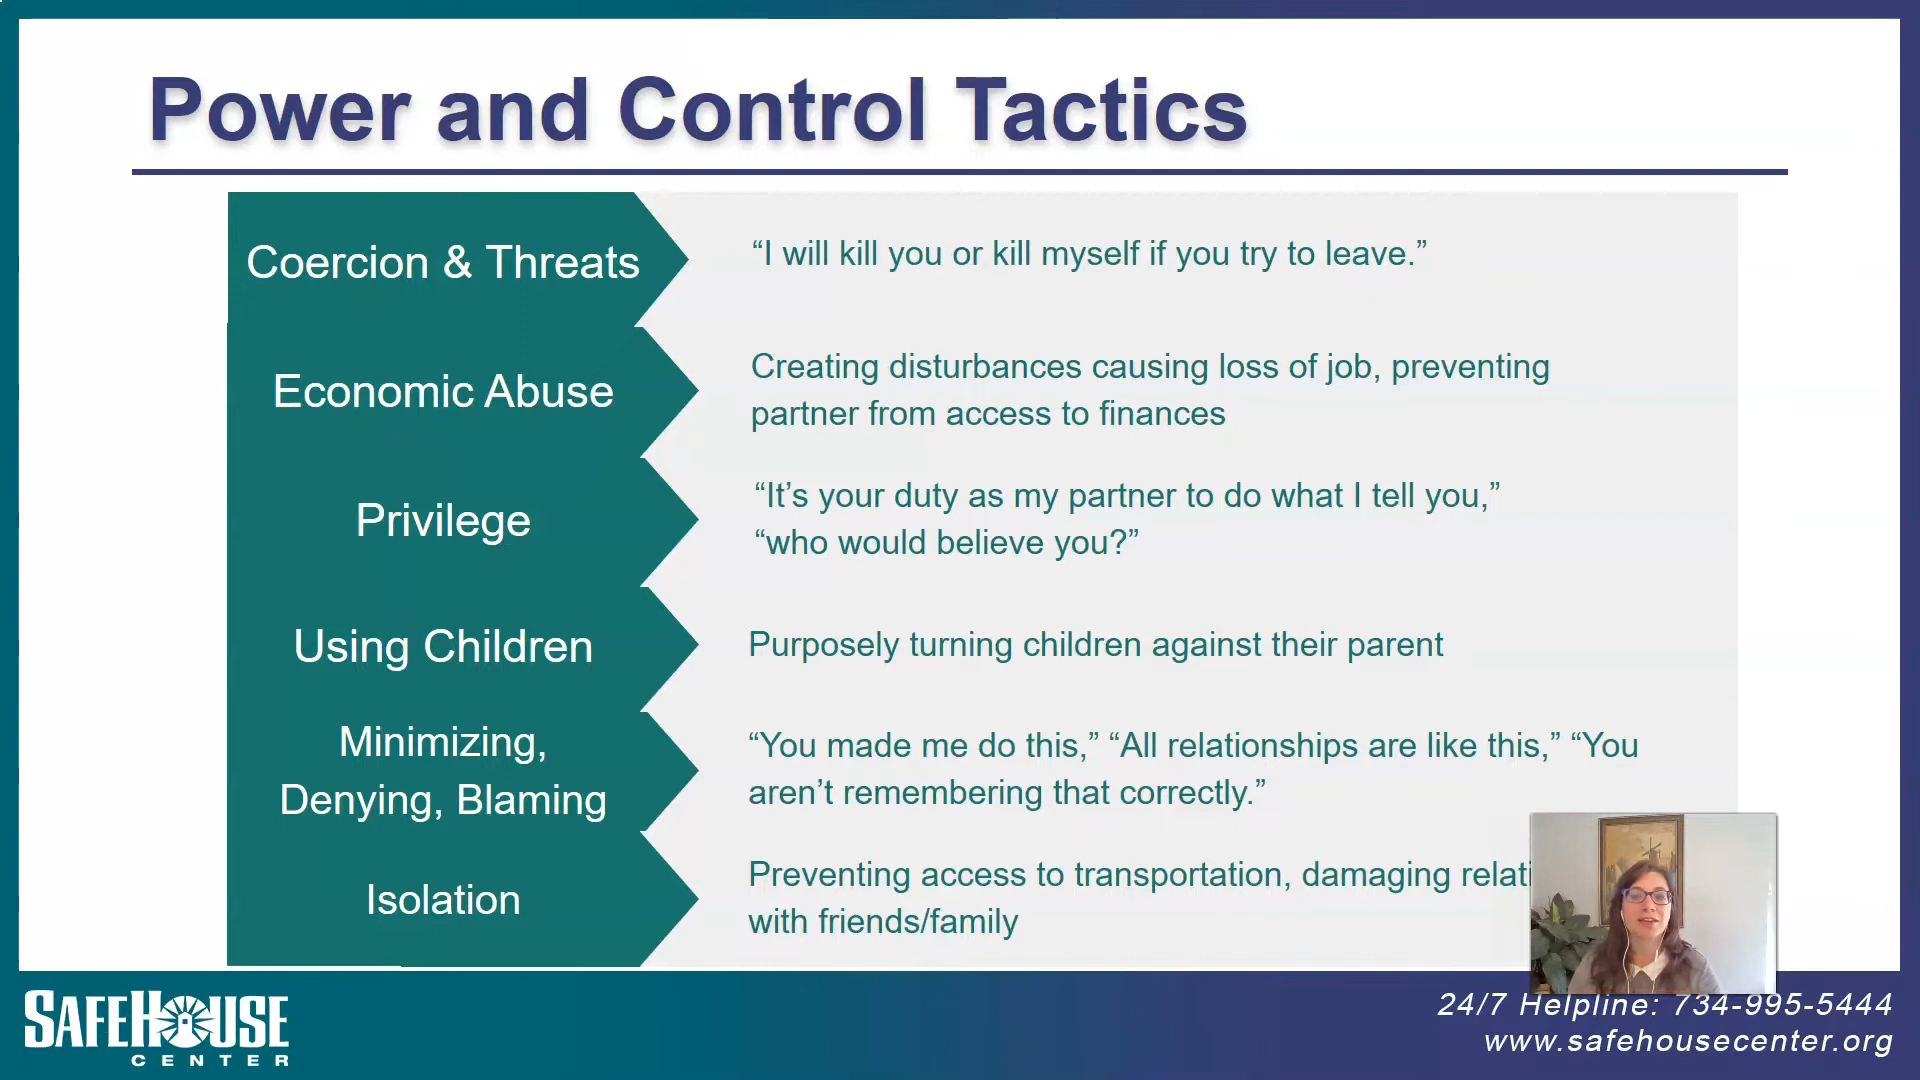 Power and Control Tactics
Coercion & Threats
“I will kill you or kill myself if you try to leave.”
Economic Abuse
Creating disturbances causing loss of job, preventing
partner from access to finances
Privilege
“It’s your duty as my partner to do what I tell you,”
“who would believe you?”
Using Children
Purposely turning children against their parent
Minimizing,
Denying, Blaming
“You made me do this,” “All relationships are like this,” “You
aren’t remembering that correctly.”
Isolation
Preventing access to transportation, damaging
with friends/family
SAFEHOUSE
CENTER
24/7 Helpline: 734-995-5444
www.safehousecenter.org